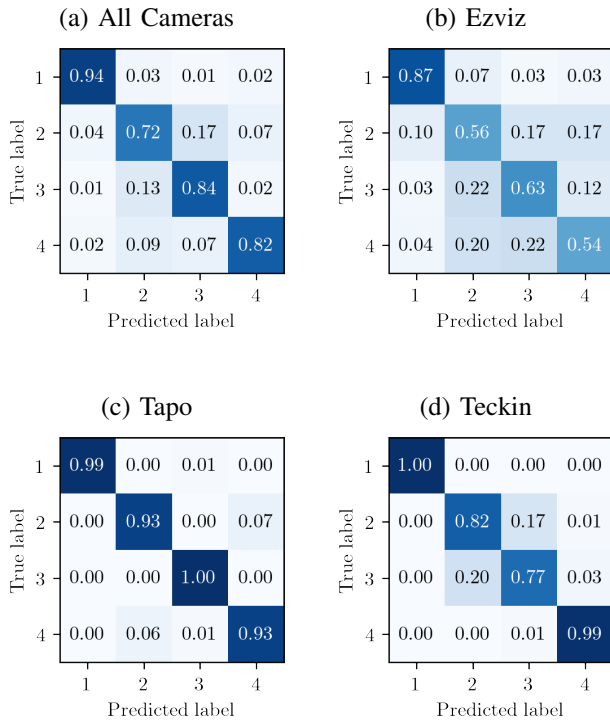 (a) All Cameras
True label
1 0.94 0.03 0.01 0.02
2 0.04 0.72 0.17 0.07
3 0.01 0.13 0.84 0.02
4 0.02 0.09 0.07 0.82
1 2 3 4
Predicted label
(b) Ezviz
True label
1 0.87 0.07 0.03 0.03
2 0.10 0.56 0.17 0.17
3 0.03 0.22 0.63 0.12
4 0.04 0.20 0.22 0.54
1 2 3 4
Predicted label
(c) Tapo
True label
1 0.99 0.00 0.01 0.00
2 0.00 0.93 0.00 0.07
3 0.00 0.00 1.00 0.00
4 0.00 0.06 0.01 0.93
1 2 3 4
Predicted label
(d) Teckin
True label
1 1.00 0.00 0.00 0.00
2 0.00 0.82 0.17 0.01
3 0.00 0.20 0.77 0.03
4 0.00 0.00 0.01 0.99
1 2 3 4
Predicted label